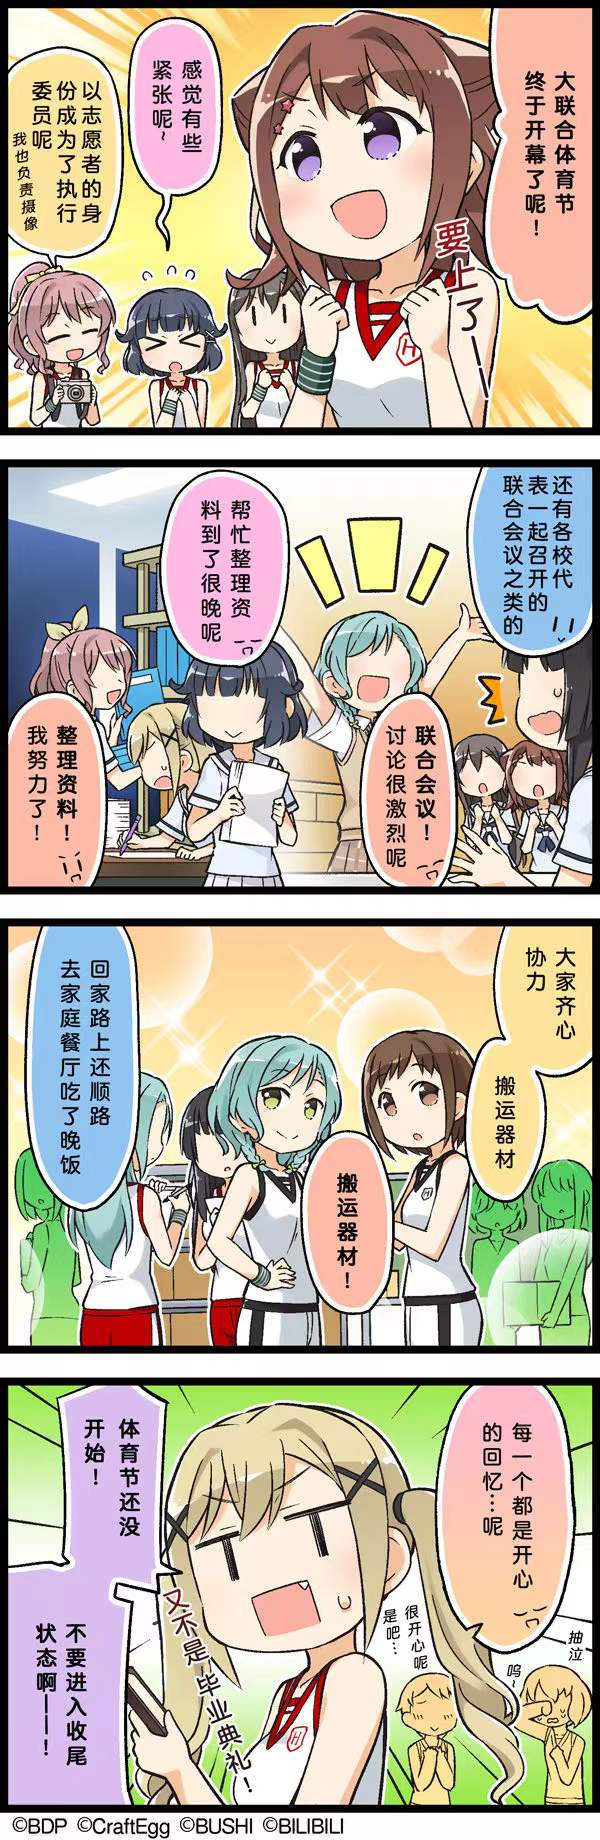 大联合体育节
终于开幕了呢！
要上了——
感觉有些
紧张呢~
以志愿者的身
份成为了执行
委员呢
我也负责摄像
还有各校代
表一起召开的
联合会议之类的
帮忙整理资
料到了很晚呢
联合会议！
讨论很激烈呢
整理资料！
我努力了！
大家齐心
协力
搬运器材
搬运器材！
回家路上还顺路
去家庭餐厅吃了晚饭
每一个都是开心
的回忆…呢
抽泣
呜~
很开心呢
是吧…
体育节还没
开始！
又不是毕业典礼！
不要进入收尾
状态啊——！
©BDP ©CraftEgg ©BUSHI ©BILIBILI